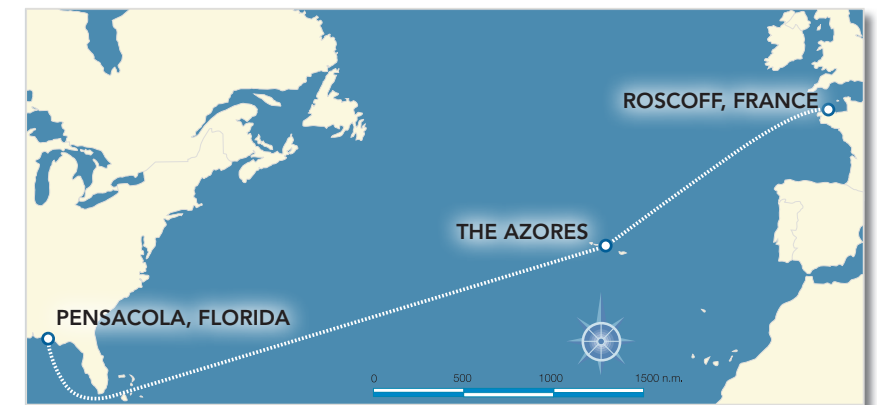 ROSCOFF, FRANCE
THE AZORES
PENSACOLA, FLORIDA
0 500 1000 1500 n.m.